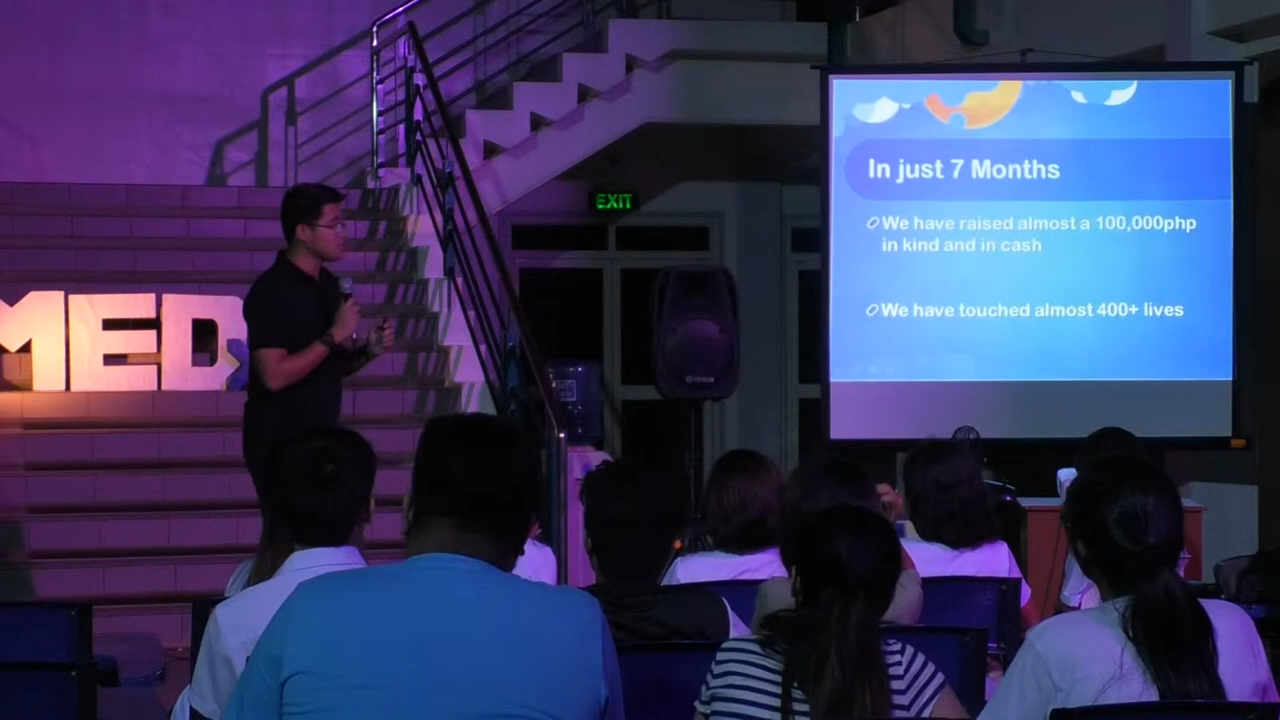 MED
EXIT
In just 7 Months
We have raised almost a 100,000php
in kind and in cash
We have touched almost 400+ lives